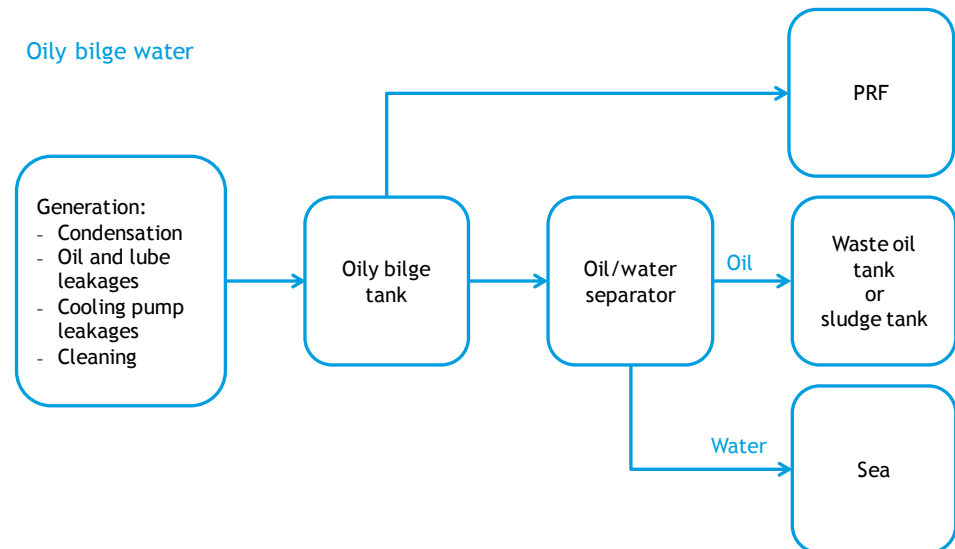 Oily bilge water
PRF
Generation:
- Condensation
- Oil and lube
leakages
- Cooling pump
leakages
- Cleaning
Oily bilge
tank
Oil/water
separator
Oil
Waste oil
tank
or
sludge tank
Water
Sea